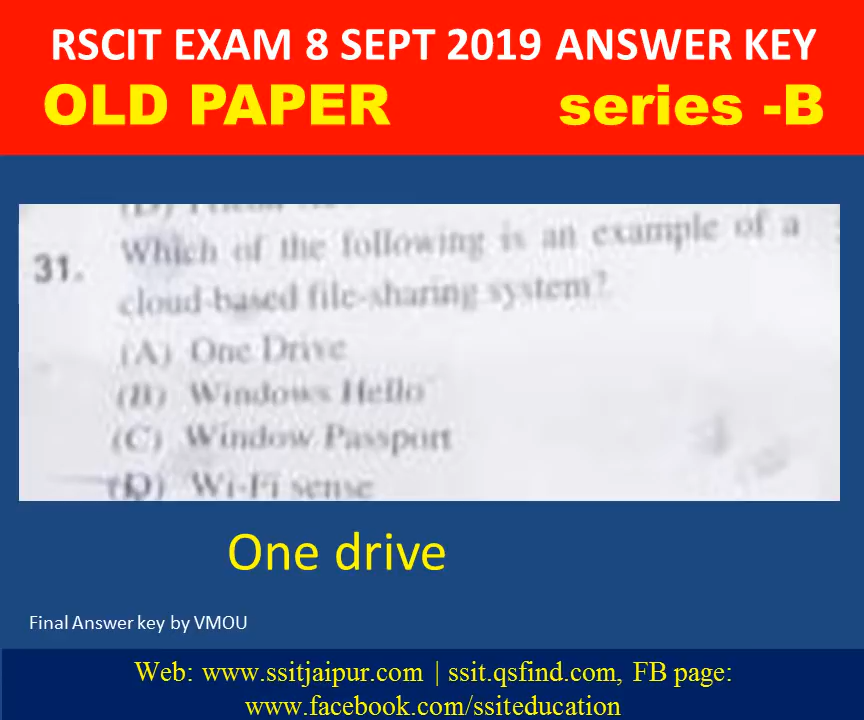 RSCIT EXAM 8 SEPT 2019 ANSWER KEY
OLD PAPER series -B
31. Which of the following is an example of a
cloud-based file-sharing system?
(A) One Drive
(B) Windows Hello
(C) Window Passport
(D) Wi-Fi sense
One drive
Final Answer key by VMOU
Web: www.ssitjaipur.com | ssit.qsfind.com, FB page:
www.facebook.com/ssiteducation